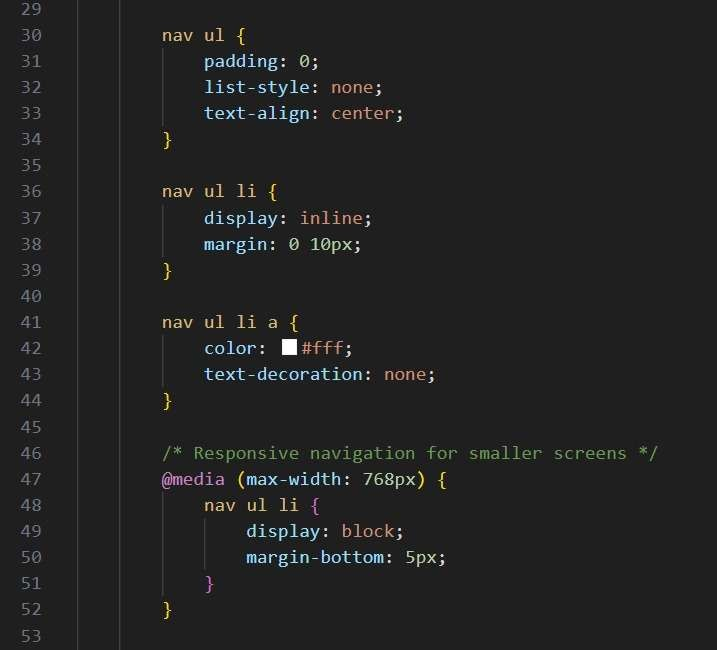 29
30 nav ul {
31 padding: 0;
32 list-style: none;
33 text-align: center;
34 }
35
36 nav ul li {
37 display: inline;
38 margin: 0 10px;
39 }
40
41 nav ul li a {
42 color: #fff;
43 text-decoration: none;
44 }
45
46 /* Responsive navigation for smaller screens */
47 @media (max-width: 768px) {
48 nav ul li {
49 display: block;
50 margin-bottom: 5px;
51 }
52 }
53